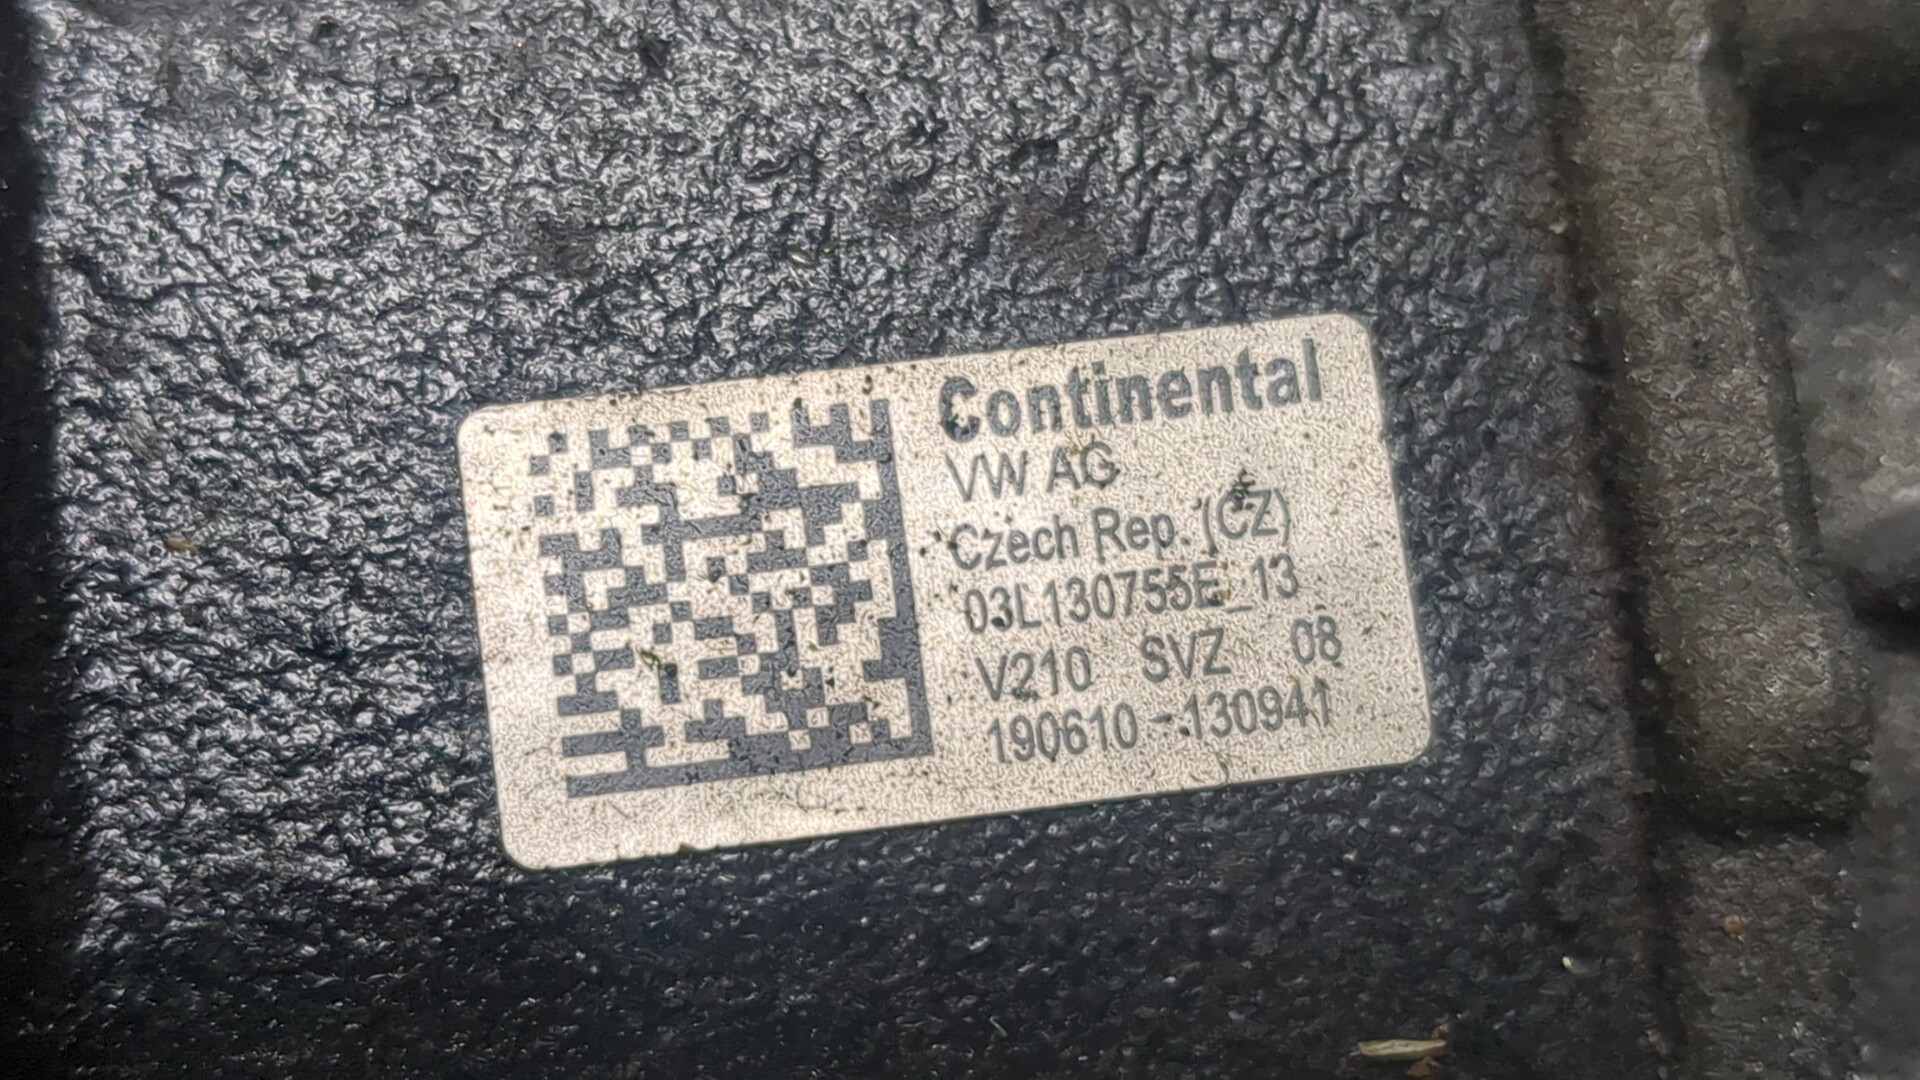 Continental
VW AG
Czech Rep. (CZ)
03L130755E_13
V210 SVZ 08
190610-130941